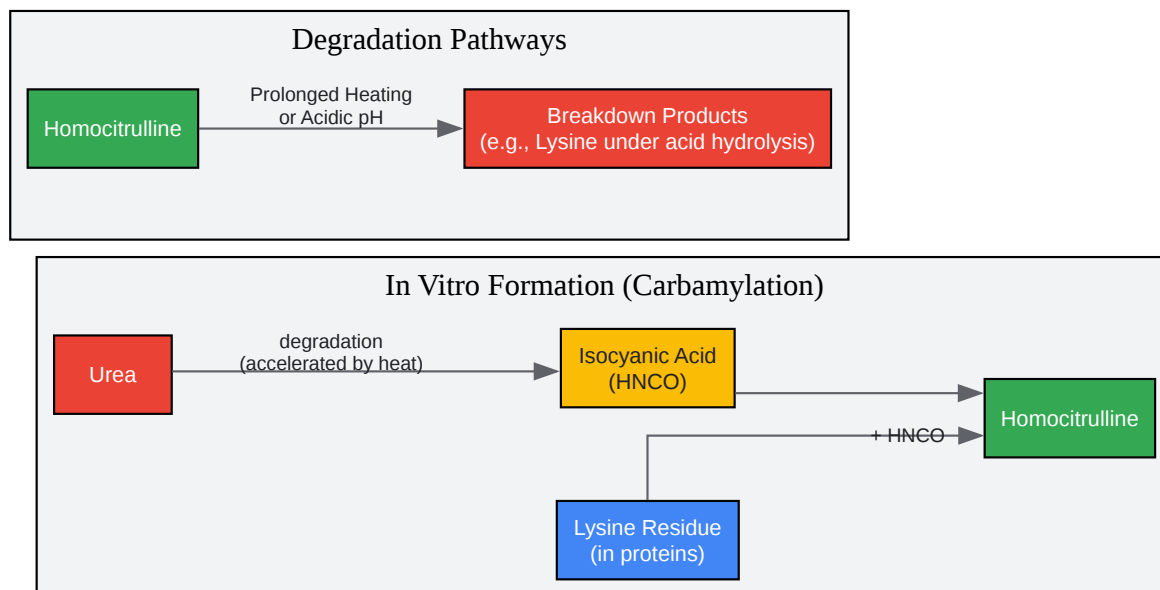 Degradation Pathways
Homocitrulline
Prolonged Heating
or Acidic pH
Breakdown Products
(e.g., Lysine under acid hydrolysis)
In Vitro Formation (Carbamylation)
Urea
degradation
(accelerated by heat)
Isocyanic Acid
(HNCO)
Homocitrulline
+ HNCO
Lysine Residue
(in proteins)